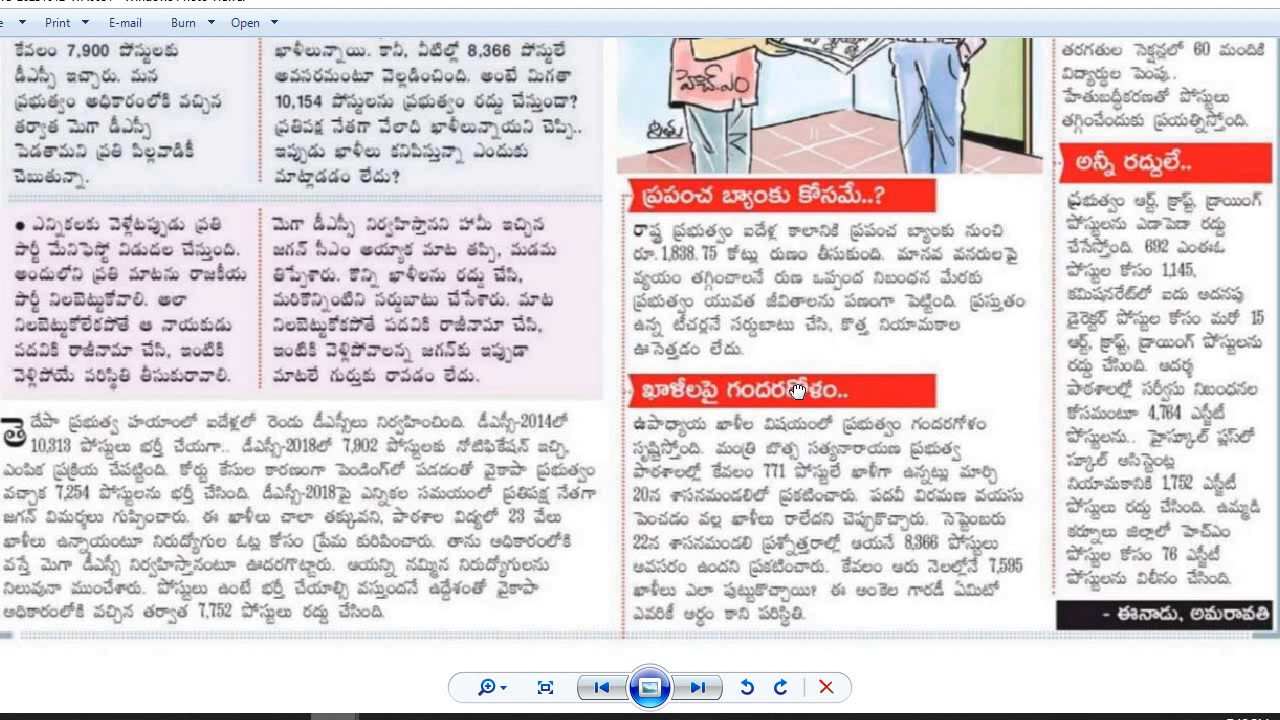 Print
E-mail
Burn
Open
కేవలం 7,900 పోస్టులకు
డీఎస్సీ ఇచ్చారు. మన
ప్రభుత్వం అధికారంలోకి వచ్చిన
తర్వాత మెగా డీఎస్సీ
పెడతామని ప్రతి పిల్లవాడికీ
చెబుతున్నా.
ఖాళీలున్నాయి. కానీ, వీటిల్లో 8,366 పోస్టులే
అవసరమంటూ వెల్లడించింది. అంటే మిగతా
10,154 పోస్టులను ప్రభుత్వం రద్దు చేస్తుందా?
ప్రతిపక్ష నేతగా వేలాది ఖాళీలున్నాయని చెప్పి..
ఇప్పుడు ఖాళీలు కనిపిస్తున్నా ఎందుకు
మాట్లాడడం లేదు?
• ఎన్నికలకు వెళ్లేటప్పుడు ప్రతి
పార్టీ మేనిఫెస్టో విడుదల చేస్తుంది.
అందులోని ప్రతి మాటను రాజకీయ
పార్టీ నిలబెట్టుకోవాలి. అలా
నిలబెట్టుకోలేకపోతే ఆ నాయకుడు
పదవికి రాజీనామా చేసి, ఇంటికి
వెళ్లిపోయే పరిస్థితి తీసుకురావాలి.
మెగా డీఎస్సీ నిర్వహిస్తానని హామీ ఇచ్చిన
జగన్ సీఎం అయ్యాక మాట తప్పి, మడమ
తిప్పేశారు. కొన్ని ఖాళీలను రద్దు చేసి,
మరికొన్నింటిని సర్దుబాటు చేసేశారు. మాట
నిలబెట్టుకోకపోతే పదవికి రాజీనామా చేసి,
ఇంటికి వెళ్లిపోవాలన్న జగన్‌కు ఇప్పుడా
మాటలే గుర్తుకు రావడం లేదు.
తెదేపా ప్రభుత్వ హయాంలో ఐదేళ్లలో రెండు డీఎస్సీలు నిర్వహించింది. డీఎస్సీ-2014లో
10,313 పోస్టులు భర్తీ చేయగా.. డీఎస్సీ-2018లో 7,902 పోస్టులకు నోటిఫికేషన్ ఇచ్చి,
ఎంపిక ప్రక్రియ చేపట్టింది. కోర్టు కేసుల కారణంగా పెండింగ్‌లో పడడంతో వైకాపా ప్రభుత్వం
వచ్చాక 7,254 పోస్టులను భర్తీ చేసింది. డీఎస్సీ-2018పై ఎన్నికల సమయంలో ప్రతిపక్ష నేతగా
జగన్ విమర్శలు గుప్పించారు. ఈ ఖాళీలు చాలా తక్కువని, పాఠశాల విద్యలో 23 వేలు
ఖాళీలు ఉన్నాయంటూ నిరుద్యోగుల ఓట్ల కోసం ప్రేమ కురిపించారు. తాను అధికారంలోకి
వస్తే మెగా డీఎస్సీ నిర్వహిస్తానంటూ ఊదరగొట్టారు. ఆయన్ని నమ్మిన నిరుద్యోగులను
నిలువునా ముంచేశారు. పోస్టులు ఉంటే భర్తీ చేయాల్సి వస్తుందనే ఉద్దేశంతో వైకాపా
అధికారంలోకి వచ్చిన తర్వాత 7,752 పోస్టులు రద్దు చేసింది.
హెచ్.ఎం
ప్రపంచ బ్యాంకు కోసమే..?
రాష్ట్ర ప్రభుత్వం ఐదేళ్ల కాలానికి ప్రపంచ బ్యాంకు నుంచి
రూ.1,838.75 కోట్లు రుణం తీసుకుంది. మానవ వనరులపై
వ్యయం తగ్గించాలనే రుణ ఒప్పంద నిబంధన మేరకు
ప్రభుత్వం యువత జీవితాలను పణంగా పెట్టింది. ప్రస్తుతం
ఉన్న టీచర్లనే సర్దుబాటు చేసి, కొత్త నియామకాల
ఊసెత్తడం లేదు.
ఖాళీలపై గందరగోళం..
ఉపాధ్యాయ ఖాళీల విషయంలో ప్రభుత్వం గందరగోళం
సృష్టిస్తోంది. మంత్రి బొత్స సత్యనారాయణ ప్రభుత్వ
పాఠశాలల్లో కేవలం 771 పోస్టులే ఖాళీగా ఉన్నట్లు మార్చి
20న శాసనమండలిలో ప్రకటించారు. పదవీ విరమణ వయసు
పెంచడం వల్ల ఖాళీలు రాలేదని చెప్పుకొచ్చారు. సెప్టెంబరు
22న శాసనమండలి ప్రశ్నోత్తరాల్లో ఆయనే 8,366 పోస్టులు
అవసరం ఉందని ప్రకటించారు. కేవలం ఆరు నెలల్లోనే 7,595
ఖాళీలు ఎలా పుట్టుకొచ్చాయి? ఈ అంకెల గారడీ ఏమిటో
ఎవరికీ అర్థం కాని పరిస్థితి.
తరగతుల సెక్షన్లలో 60 మందికి
విద్యార్థుల పెంపు..
హేతుబద్ధీకరణతో పోస్టులు
తగ్గించేందుకు ప్రయత్నిస్తోంది.
అన్నీ రద్దులే..
ప్రభుత్వం ఆర్ట్, క్రాఫ్ట్, డ్రాయింగ్
పోస్టులను ఎడాపెడా రద్దు
చేసేస్తోంది. 692 ఎంఈఓ
పోస్టుల కోసం 1,145,
కమిషనరేట్‌లో ఐదు అదనపు
డైరెక్టర్ పోస్టుల కోసం మరో 15
ఆర్ట్, క్రాఫ్ట్, డ్రాయింగ్ పోస్టులను
రద్దు చేసింది. ఆదర్శ
పాఠశాలల్లో సర్వీసు నిబంధనల
కోసమంటూ 4,764 ఎస్జీటీ
పోస్టులను.. హైస్కూల్ ప్లస్‌లో
స్కూల్ అసిస్టెంట్ల
నియామకానికి 1,752 ఎస్జీటీ
పోస్టులు రద్దు చేసింది. ఉమ్మడి
కర్నూలు జిల్లాలో హెచ్‌ఎం
పోస్టుల కోసం 76 ఎస్జీటీ
పోస్టులను విలీనం చేసింది.
- ఈనాడు, అమరావతి